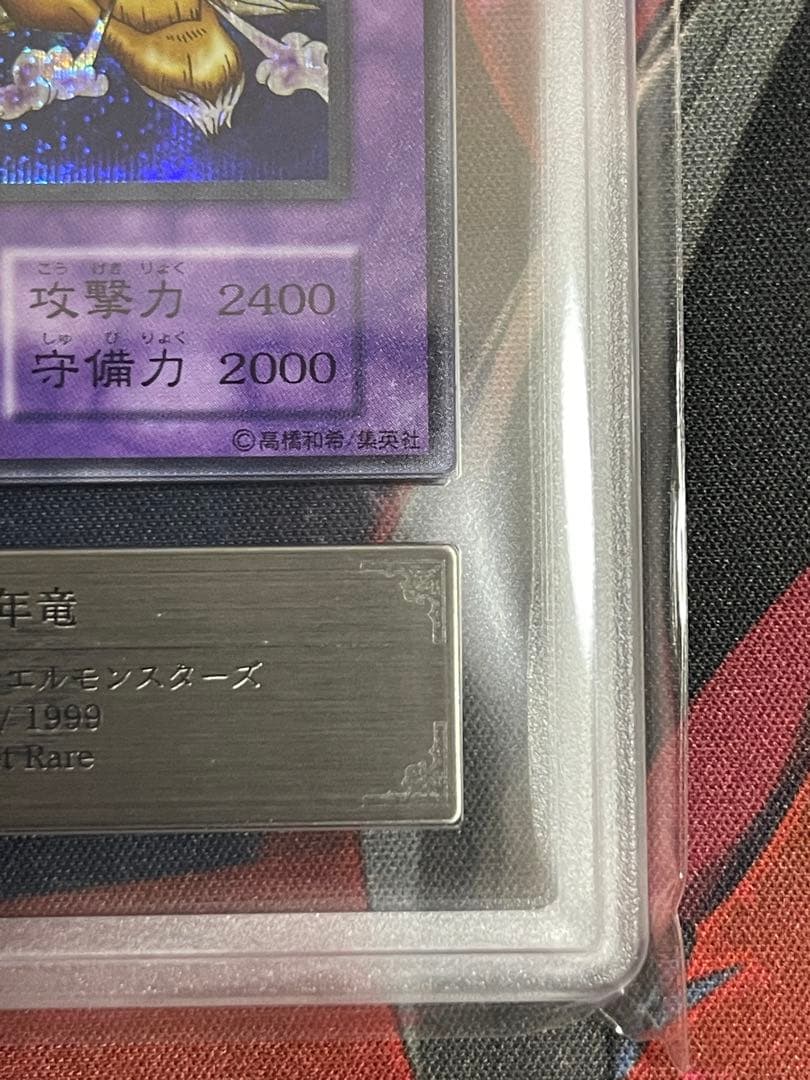 こう げき りょく
攻撃力 2400
しゅ び りょく
守備力 2000
©高橋和希/集英社
年竜
エルモンスターズ
/ 1999
t Rare